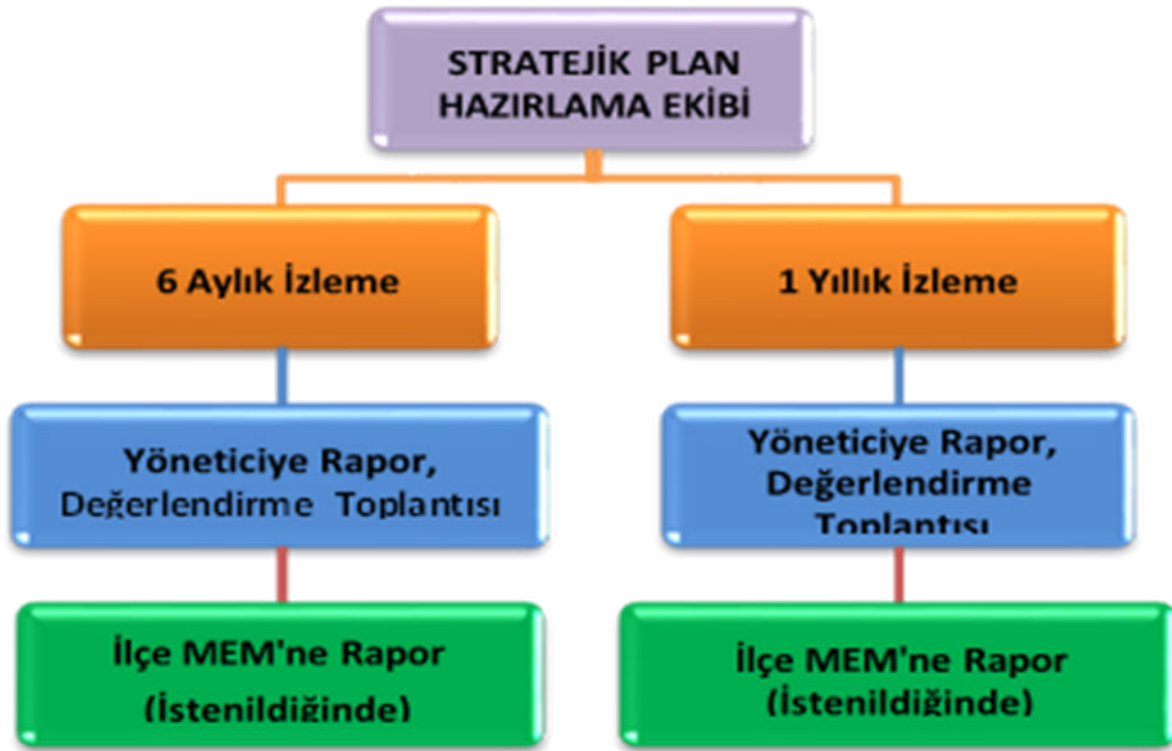 STRATEJİK PLAN
HAZIRLAMA EKİBİ
6 Aylık İzleme
1 Yıllık İzleme
Yöneticiye Rapor,
Değerlendirme Toplantısı
Yöneticiye Rapor,
Değerlendirme
Toplantısı
İlçe MEM'ne Rapor
(İstenildiğinde)
İlçe MEM'ne Rapor
(İstenildiğinde)